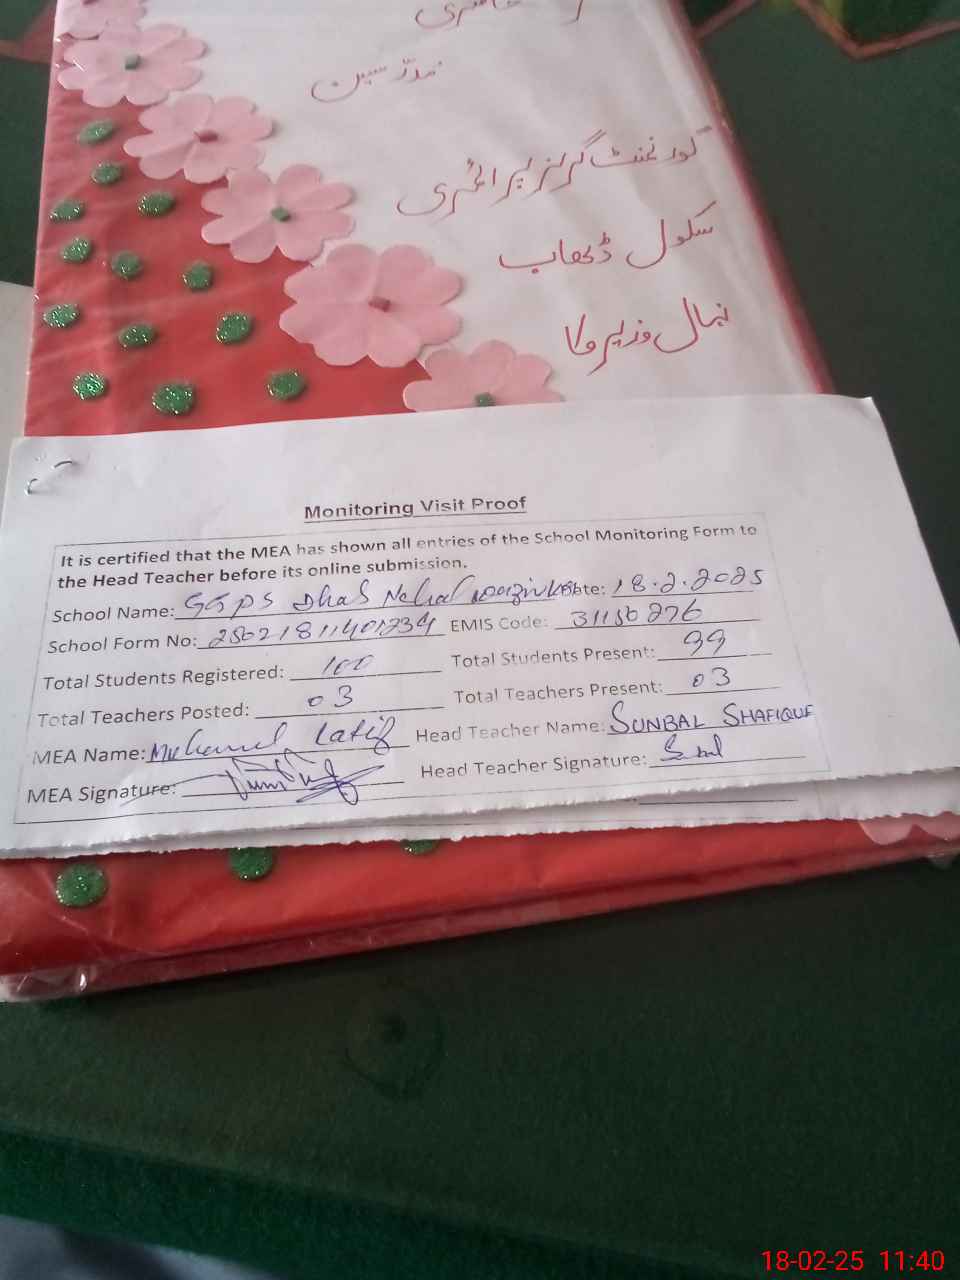 حاضری
مدرسین
گورنمنٹ گرلز پرائمری
سکول ڈھاب
نہال وزیر کا
Monitoring Visit Proof
It is certified that the MEA has shown all entries of the School Monitoring Form to
the Head Teacher before its online submission.
School Name: GGPS Dhab Nehal Date: 18.2.2025
School Form No: EMIS Code: 31130276
Total Students Registered: 100 Total Students Present: 99
Total Teachers Posted: 03 Total Teachers Present: 03
MEA Name: Muhammad Latif Head Teacher Name: SUNBAL SHAFIQUE
MEA Signature: Head Teacher Signature:
18-02-25 11:40